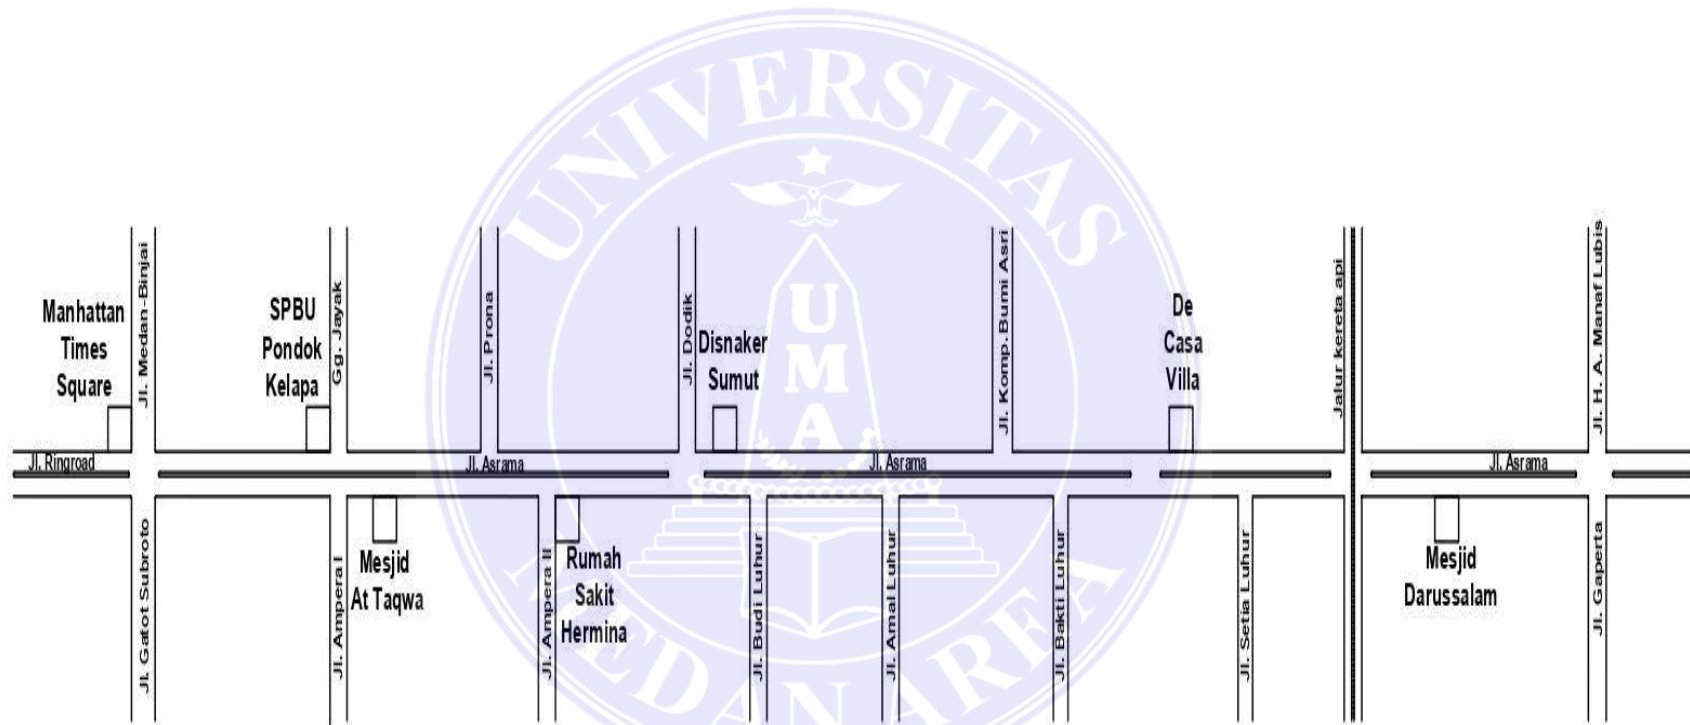 UNIVERSITAS
MEDAN AREA
UMA
Manhattan
Times
Square
Jl. Medan-Binjai
SPBU
Pondok
Kelapa
Gg. Jayak
Jl. Prona
Jl. Dodik
Disnaker
Sumut
Jl. Komp. Bumi Asri
De
Casa
Villa
Jalur kereta api
Jl. H. A. Manaf Lubis
Jl. Ringroad
Jl. Asrama
Jl. Asrama
Jl. Asrama
Jl. Gatot Subroto
Jl. Ampera I
Mesjid
At Taqwa
Jl. Ampera II
Rumah
Sakit
Hermina
Jl. Budi Luhur
Jl. Amal Luhur
Jl. Bakti Luhur
Jl. Setia Luhur
Mesjid
Darussalam
Jl. Gaperta